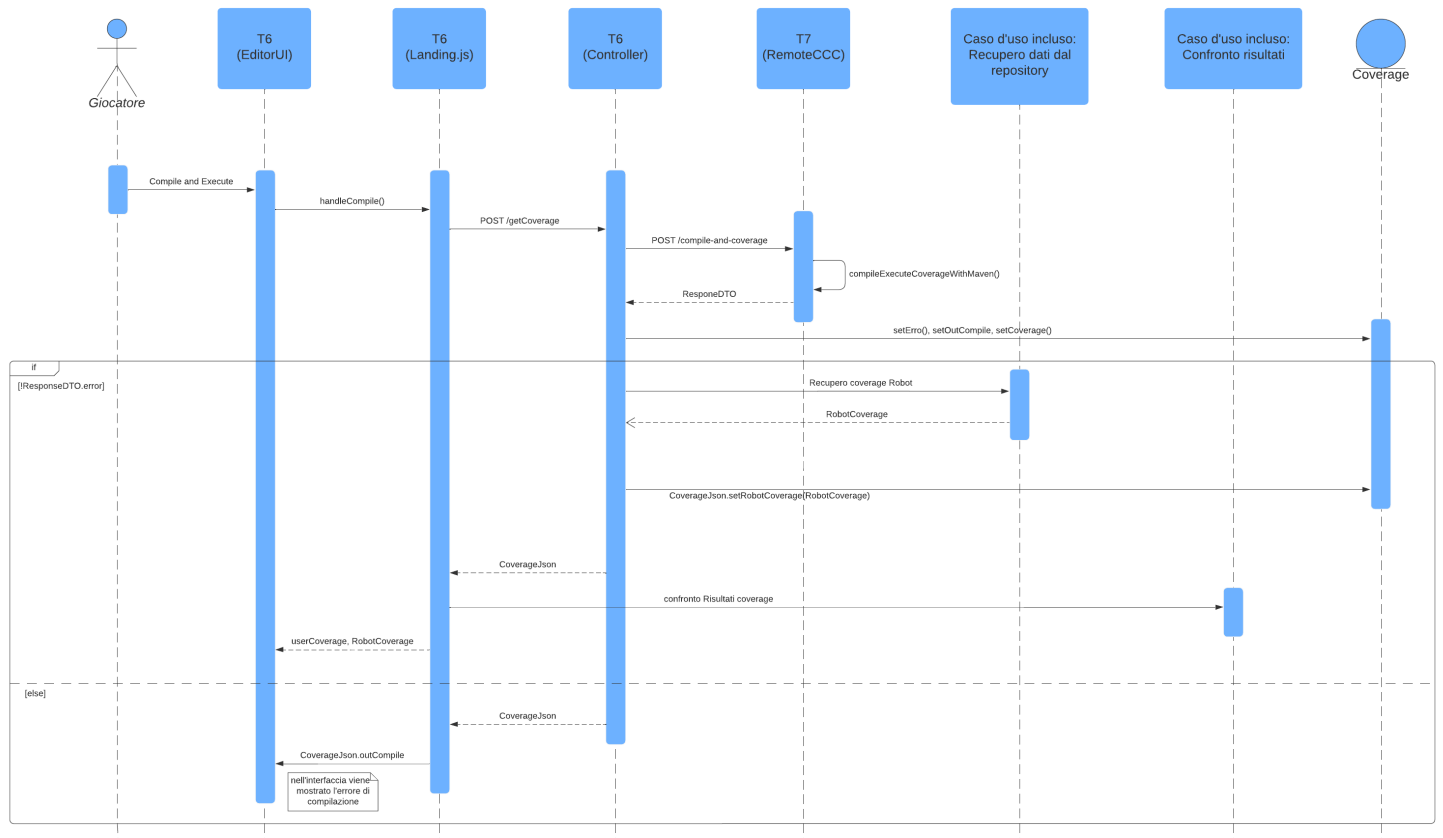 T6
(EditorUI)
T6
(Landing.js)
T6
(Controller)
T7
(RemoteCCC)
Caso d'uso incluso:
Recupero dati dal
repository
Caso d'uso incluso:
Confronto risultati
Giocatore
Coverage
Compile and Execute
handleCompile()
POST /getCoverage
POST /compile-and-coverage
compileExecuteCoverageWithMaven()
ResponeDTO
setErro(), setOutCompile, setCoverage()
if
[!ResponseDTO.error]
Recupero coverage Robot
RobotCoverage
CoverageJson.setRobotCoverage(RobotCoverage)
CoverageJson
confronto Risultati coverage
userCoverage, RobotCoverage
[else]
CoverageJson
CoverageJson.outCompile
nell'interfaccia viene
mostrato l'errore di
compilazione